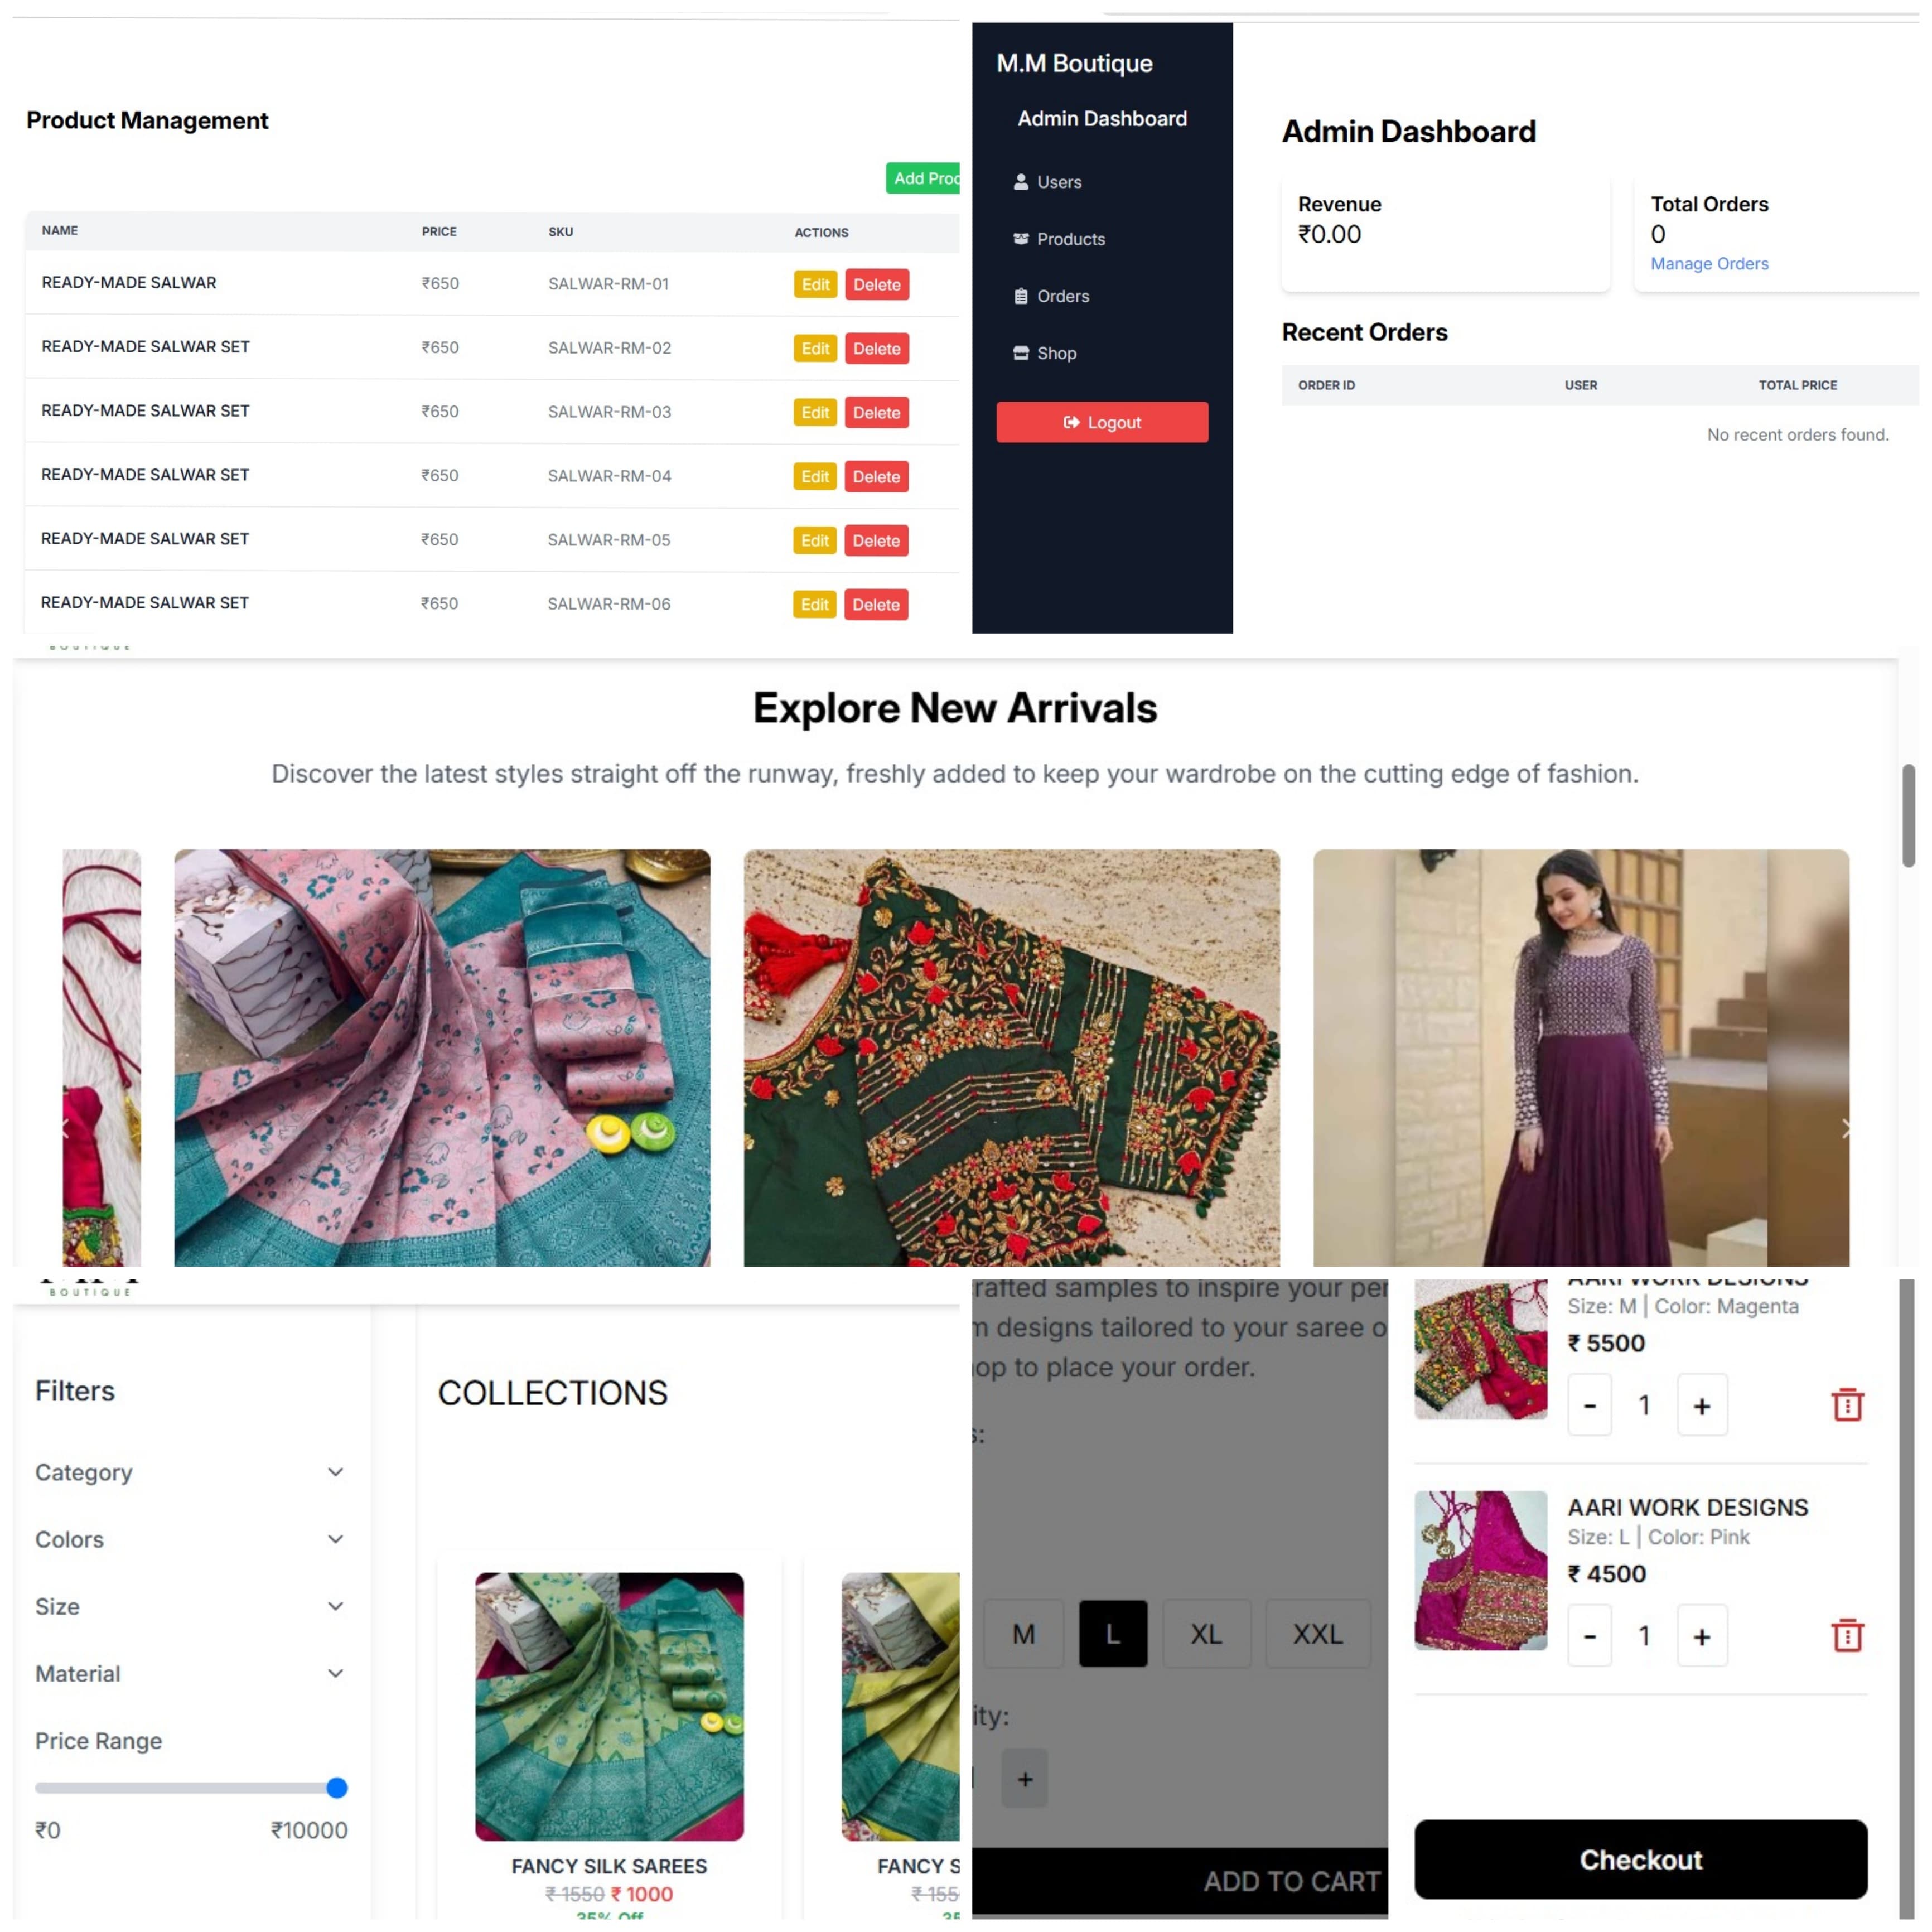 Product Management
Add
NAME PRICE SKU ACTIONS
READY-MADE SALWAR ₹650 SALWAR-RM-01 Edit Delete
READY-MADE SALWAR SET ₹650 SALWAR-RM-02 Edit Delete
READY-MADE SALWAR SET ₹650 SALWAR-RM-03 Edit Delete
READY-MADE SALWAR SET ₹650 SALWAR-RM-04 Edit Delete
READY-MADE SALWAR SET ₹650 SALWAR-RM-05 Edit Delete
READY-MADE SALWAR SET ₹650 SALWAR-RM-06 Edit Delete
M.M Boutique
Admin Dashboard
Users
Products
Orders
Shop
Logout
Admin Dashboard
Revenue
₹0.00
Total Orders
0
Manage Orders
Recent Orders
ORDER ID USER TOTAL PRICE
No recent orders found.
Explore New Arrivals
Discover the latest styles straight off the runway, freshly added to keep your wardrobe on the cutting edge of fashion.
BOUTIQUE
Filters
Category
Colors
Size
Material
Price Range
₹0 ₹10000
COLLECTIONS
FANCY SILK SAREES
₹ 1550 ₹ 1000
35% Off
FANCY
samples to inspire your
designs tailored to your saree
to place your order.
M L XL XXL
+
ADD TO CART
AARI WORK DESIGNS
Size: M | Color: Magenta
₹ 5500
- 1 +
AARI WORK DESIGNS
Size: L | Color: Pink
₹ 4500
- 1 +
Checkout